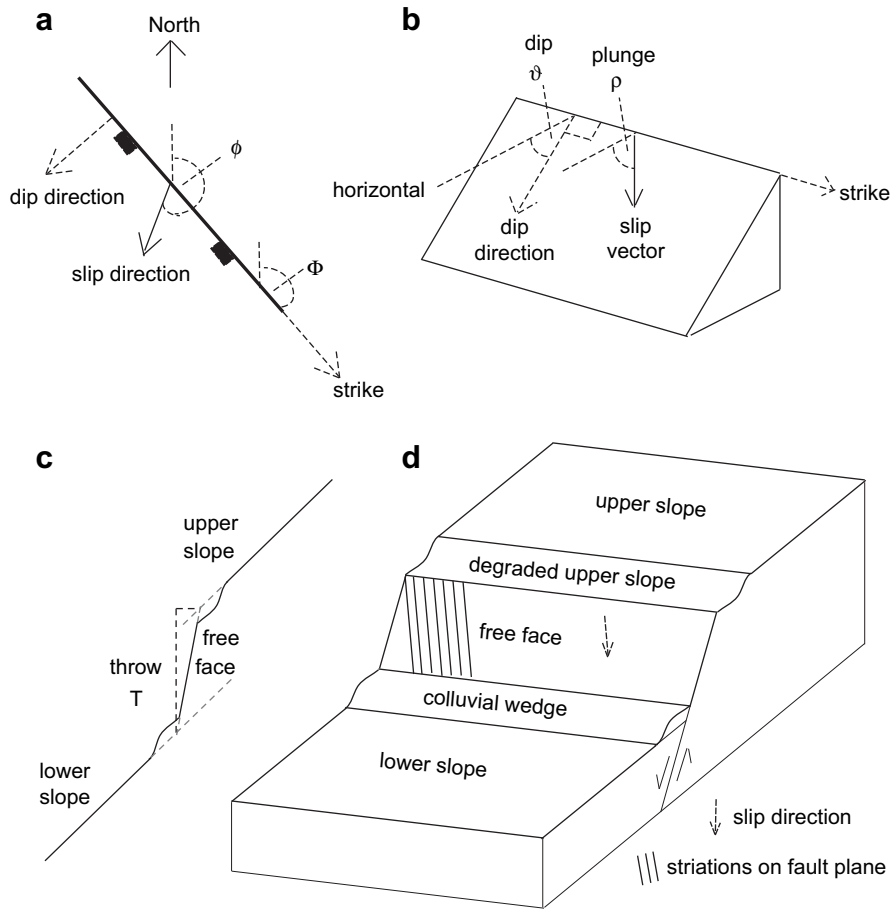 a
North
ϕ
dip direction
slip direction
Φ
strike
b
dip
ϑ
plunge
ρ
horizontal
dip
direction
slip
vector
strike
c
upper
slope
free
face
throw
T
lower
slope
d
upper slope
degraded upper slope
free face
colluvial wedge
lower slope
slip direction
striations on fault plane